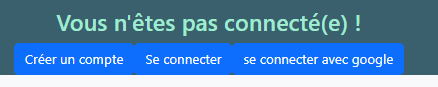 Vous n'êtes pas connecté(e) !
Créer un compte Se connecter se connecter avec google